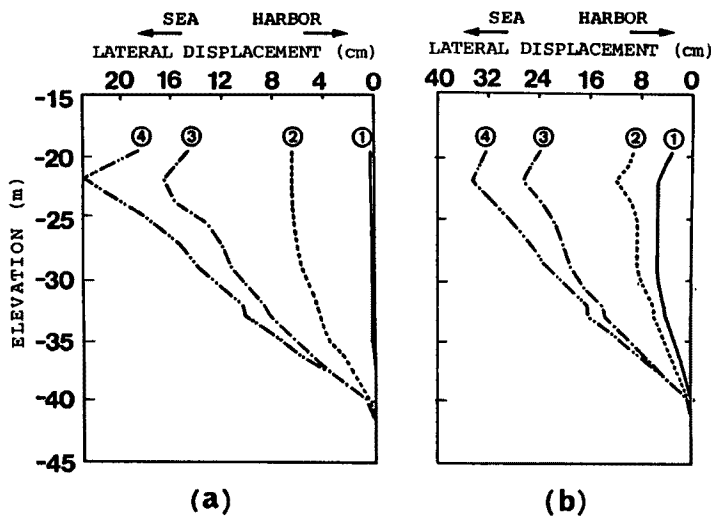 SEA HARBOR
LATERAL DISPLACEMENT (cm)
20 16 12 8 4 0
-15
-20
-25
-30
-35
-40
-45
ELEVATION (m)
④ ③ ② ①
(a)
SEA HARBOR
LATERAL DISPLACEMENT (cm)
40 32 24 16 8 0
④ ③ ② ①
(b)